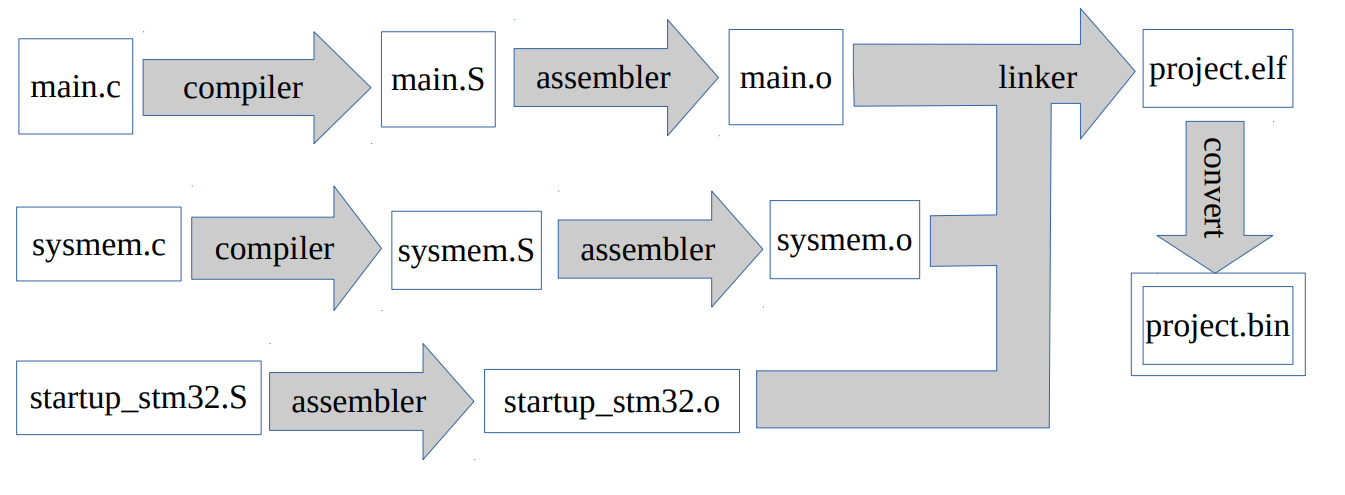 main.c
compiler
main.S
assembler
main.o
linker
project.elf
convert
sysmem.c
compiler
sysmem.S
assembler
sysmem.o
project.bin
startup_stm32.S
assembler
startup_stm32.o